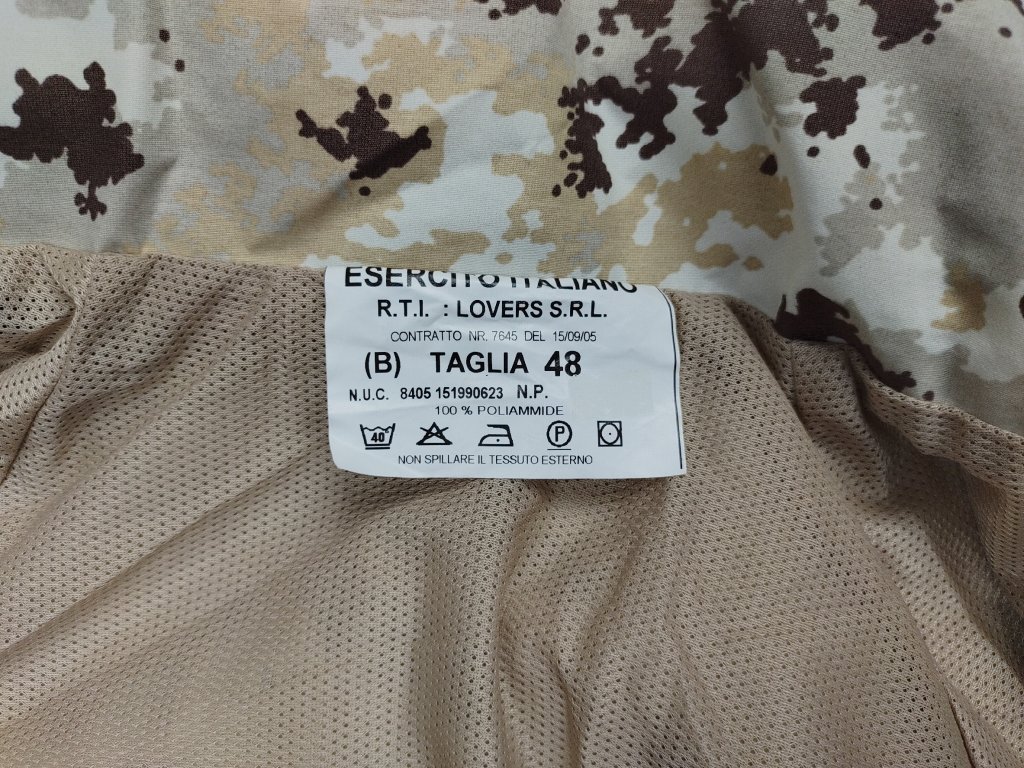 ESERCITO ITALIANO
R.T.I. : LOVERS S.R.L.
CONTRATTO NR. 7645 DEL 15/09/05
(B) TAGLIA 48
N.U.C. 8405 151990623 N.P.
100 % POLIAMMIDE
40 P
NON SPILLARE IL TESSUTO ESTERNO